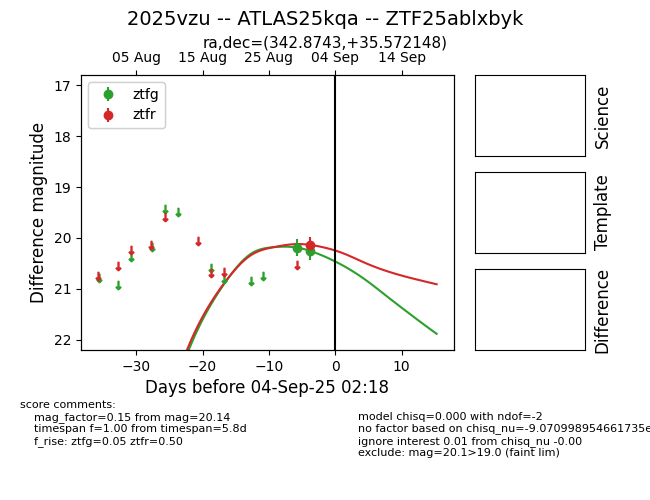 2025vzu -- ATLAS25kqa -- ZTF25ablxbyk
ra,dec=(342.8743,+35.572148)
05 Aug 15 Aug 25 Aug 04 Sep 14 Sep
ztfg
ztfr
17
18
19
20
21
22
Difference magnitude
−30 −20 −10 0 10
Days before 04-Sep-25 02:18
Science
Template
Difference
score comments:
mag_factor=0.15 from mag=20.14
timespan f=1.00 from timespan=5.8d
f_rise: ztfg=0.05 ztfr=0.50
model chisq=0.000 with ndof=-2
no factor based on chisq_nu=-9.070998954661735e
ignore interest 0.01 from chisq_nu -0.00
exclude: mag=20.1>19.0 (faint lim)